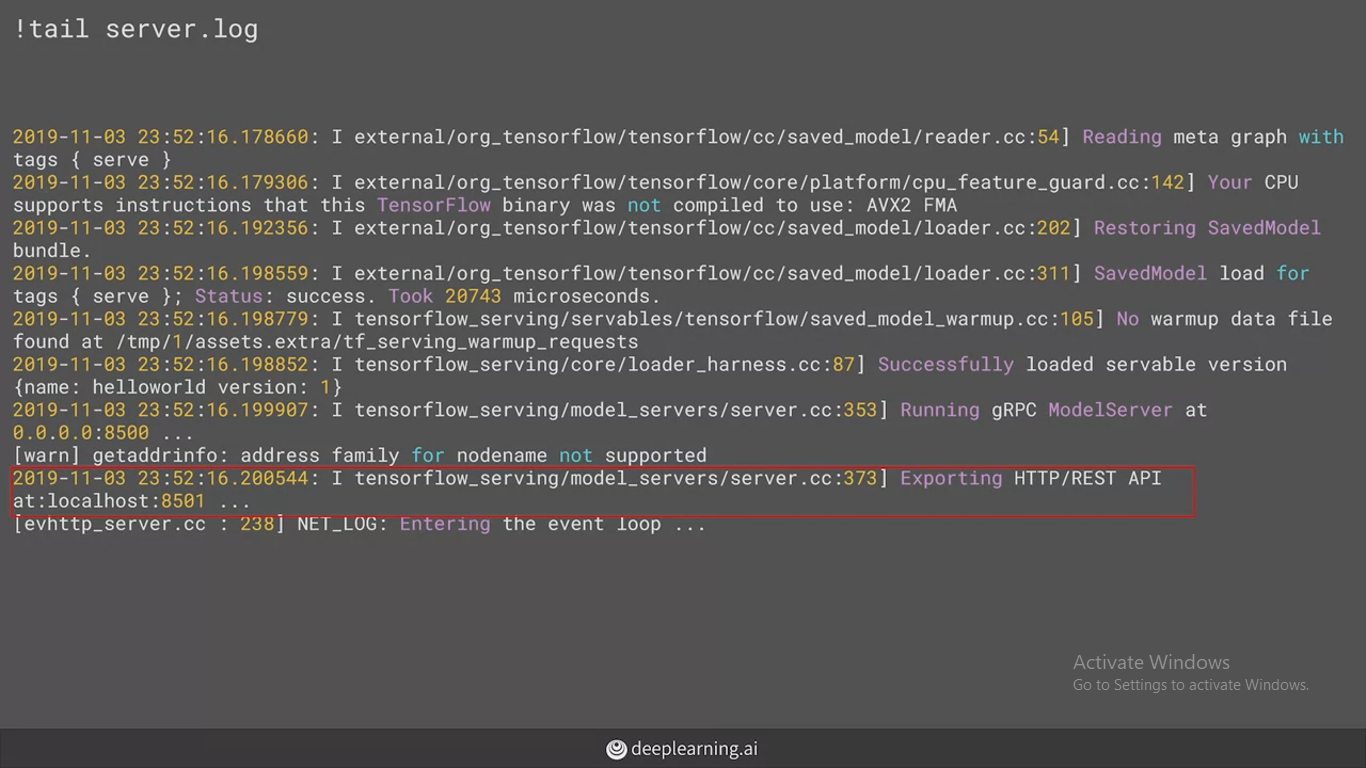 !tail server.log
2019-11-03 23:52:16.178660: I external/org_tensorflow/tensorflow/cc/saved_model/reader.cc:54] Reading meta graph with
tags { serve }
2019-11-03 23:52:16.179306: I external/org_tensorflow/tensorflow/core/platform/cpu_feature_guard.cc:142] Your CPU
supports instructions that this TensorFlow binary was not compiled to use: AVX2 FMA
2019-11-03 23:52:16.192356: I external/org_tensorflow/tensorflow/cc/saved_model/loader.cc:202] Restoring SavedModel
bundle.
2019-11-03 23:52:16.198559: I external/org_tensorflow/tensorflow/cc/saved_model/loader.cc:311] SavedModel load for
tags { serve }; Status: success. Took 20743 microseconds.
2019-11-03 23:52:16.198779: I tensorflow_serving/servables/tensorflow/saved_model_warmup.cc:105] No warmup data file
found at /tmp/1/assets.extra/tf_serving_warmup_requests
2019-11-03 23:52:16.198852: I tensorflow_serving/core/loader_harness.cc:87] Successfully loaded servable version
{name: helloworld version: 1}
2019-11-03 23:52:16.199907: I tensorflow_serving/model_servers/server.cc:353] Running gRPC ModelServer at
0.0.0.0:8500 ...
[warn] getaddrinfo: address family for nodename not supported
2019-11-03 23:52:16.200544: I tensorflow_serving/model_servers/server.cc:373] Exporting HTTP/REST API
at:localhost:8501 ...
[evhttp_server.cc : 238] NET_LOG: Entering the event loop ...
Activate Windows
Go to Settings to activate Windows.
deeplearning.ai